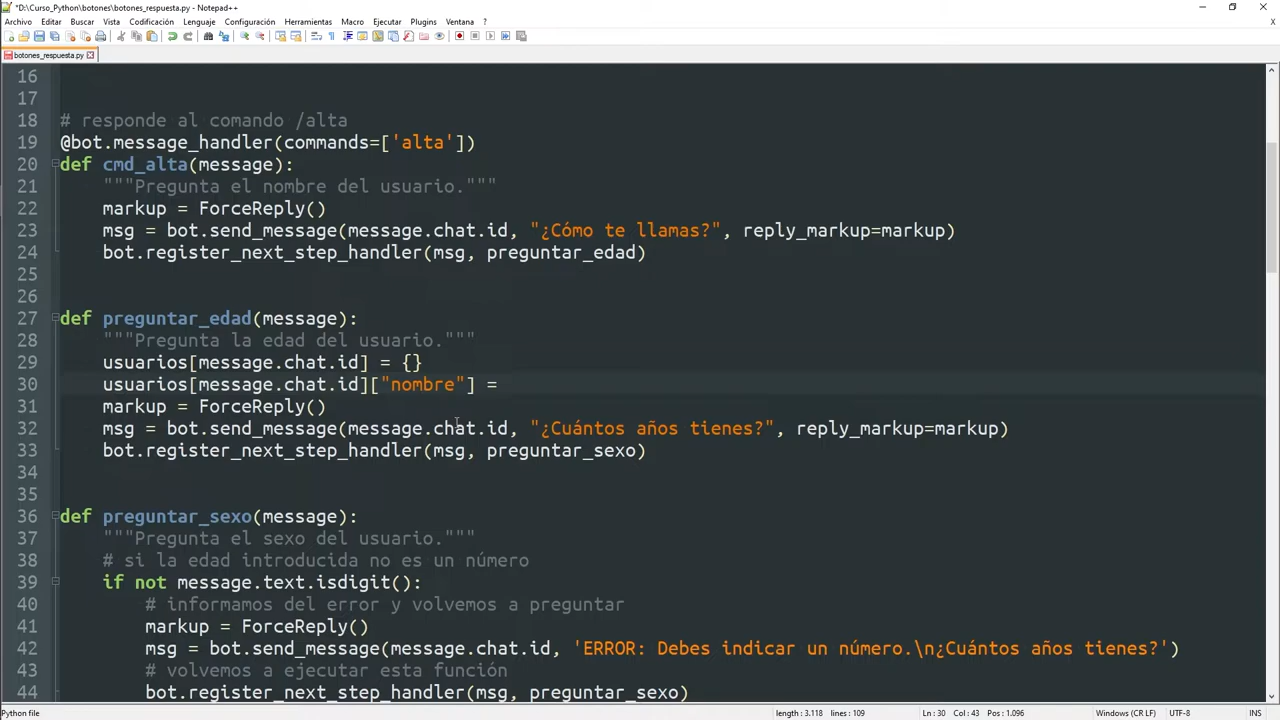 *D:\Curso_Python\botones\botones_respuesta.py - Notepad++
Archivo Editar Buscar Vista Codificación Lenguaje Configuración Herramientas Macro Ejecutar Plugins Ventana ?
X
botones_respuesta.py
16
17
18 # responde al comando /alta
19 @bot.message_handler(commands=['alta'])
20 def cmd_alta(message):
21 """Pregunta el nombre del usuario."""
22 markup = ForceReply()
23 msg = bot.send_message(message.chat.id, "¿Cómo te llamas?", reply_markup=markup)
24 bot.register_next_step_handler(msg, preguntar_edad)
25
26
27 def preguntar_edad(message):
28 """Pregunta la edad del usuario."""
29 usuarios[message.chat.id] = {}
30 usuarios[message.chat.id]["nombre"] =
31 markup = ForceReply()
32 msg = bot.send_message(message.chat.id, "¿Cuántos años tienes?", reply_markup=markup)
33 bot.register_next_step_handler(msg, preguntar_sexo)
34
35
36 def preguntar_sexo(message):
37 """Pregunta el sexo del usuario."""
38 # si la edad introducida no es un número
39 if not message.text.isdigit():
40 # informamos del error y volvemos a preguntar
41 markup = ForceReply()
42 msg = bot.send_message(message.chat.id, 'ERROR: Debes indicar un número.\n¿Cuántos años tienes?')
43 # volvemos a ejecutar esta función
44 bot.register_next_step_handler(msg, preguntar_sexo)
Python file length : 3.118 lines : 109 Ln : 30 Col : 43 Pos : 1.096 Windows (CR LF) UTF-8 INS